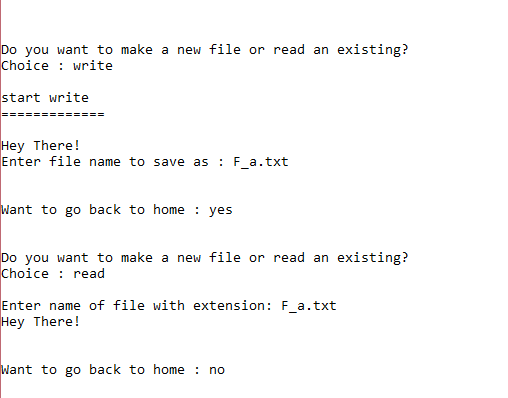 Do you want to make a new file or read an existing?
Choice : write
start write
=============
Hey There!
Enter file name to save as : F_a.txt
Want to go back to home : yes
Do you want to make a new file or read an existing?
Choice : read
Enter name of file with extension: F_a.txt
Hey There!
Want to go back to home : no